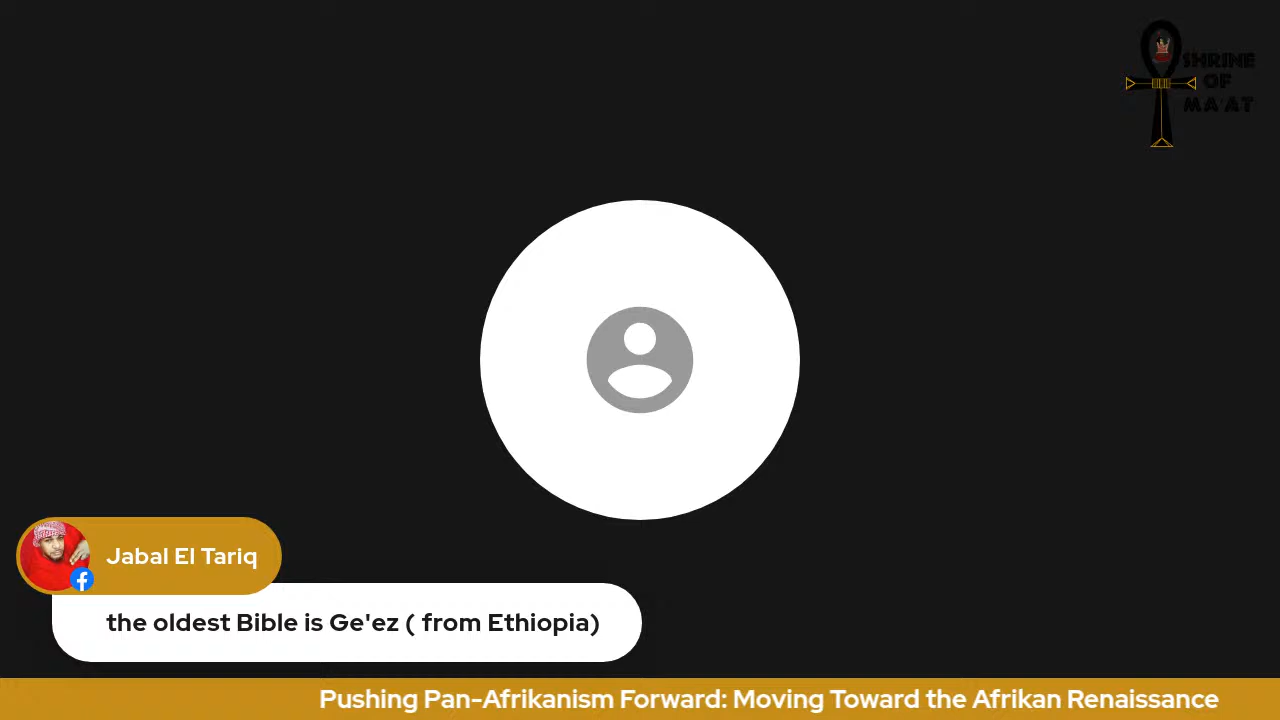 SHRINE
OF
MA'AT
Jabal El Tariq
the oldest Bible is Ge'ez ( from Ethiopia)
Pushing Pan-Afrikanism Forward: Moving Toward the Afrikan Renaissance